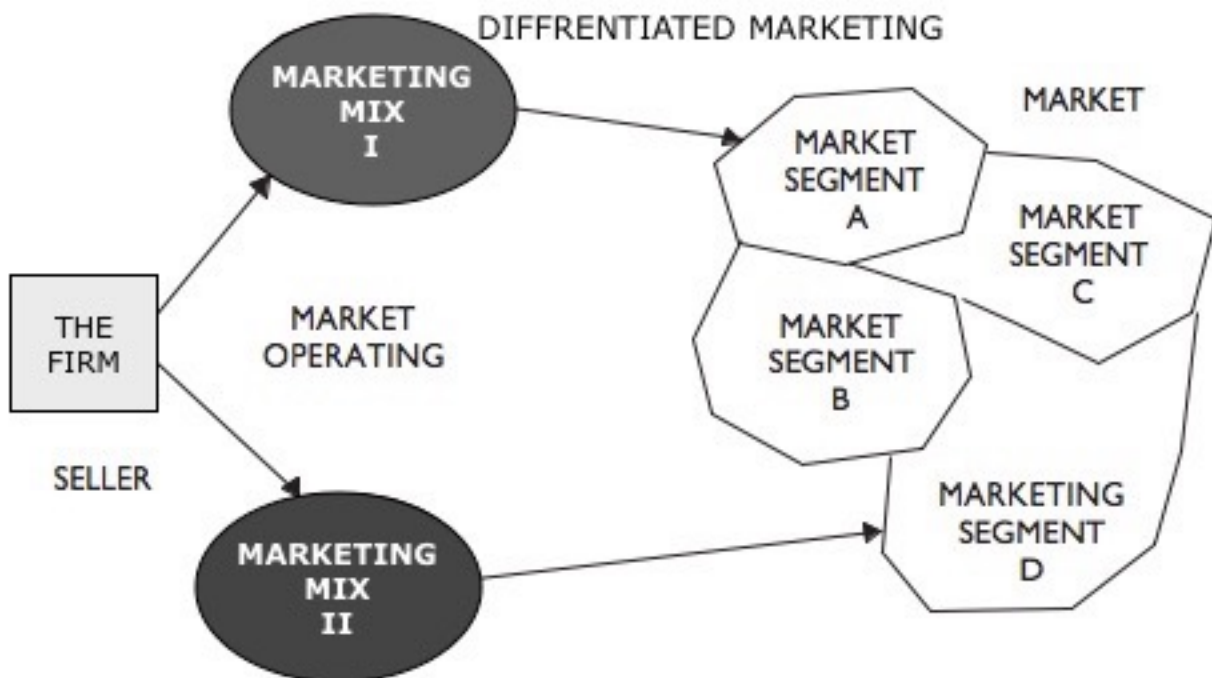 DIFFRENTIATED MARKETING
MARKETING
MIX
I
MARKET
MARKET
SEGMENT
A
MARKET
SEGMENT
C
THE
FIRM
MARKET
OPERATING
MARKET
SEGMENT
B
SELLER
MARKETING
SEGMENT
D
MARKETING
MIX
II